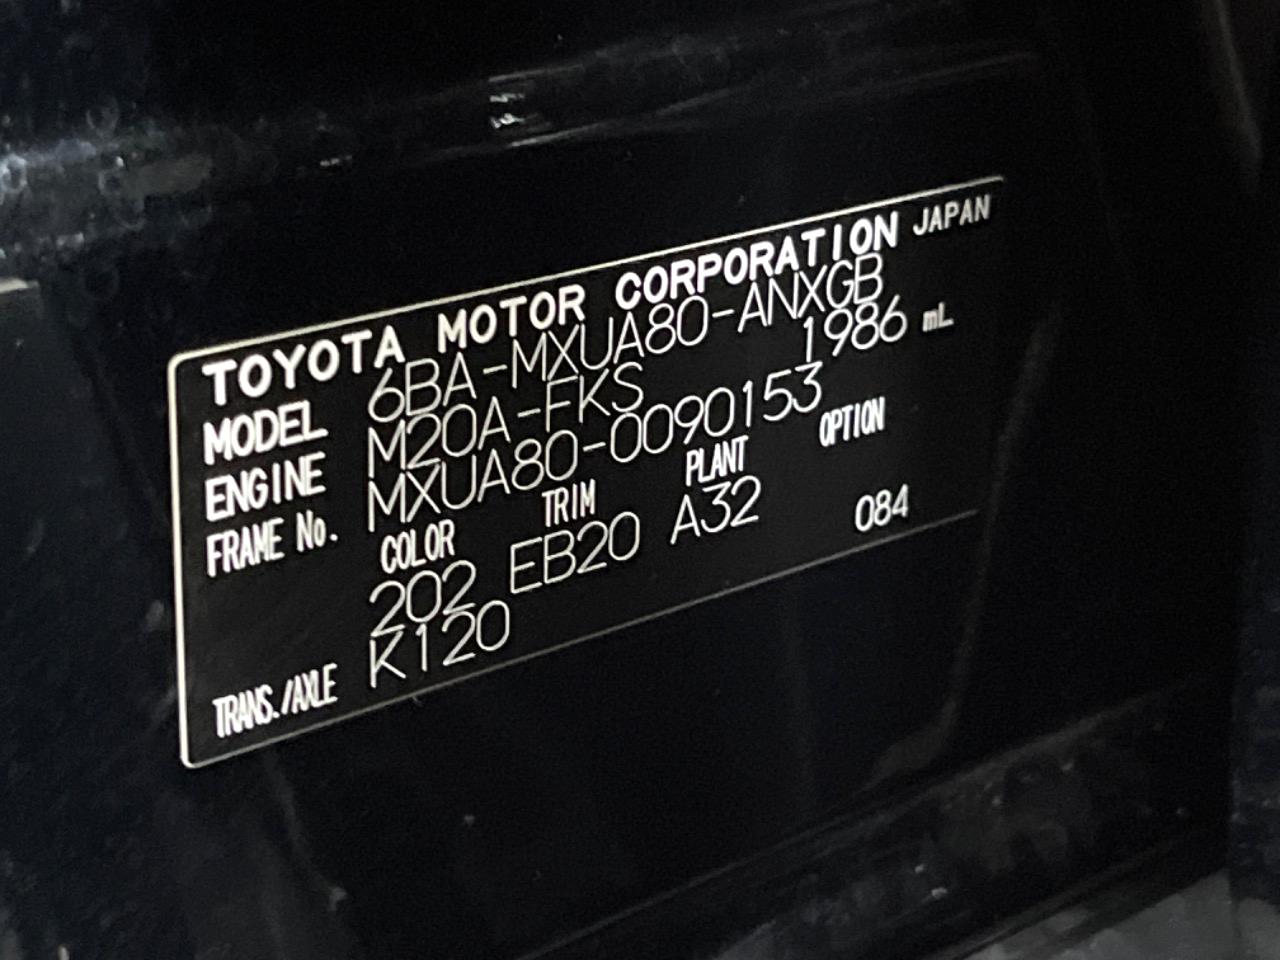 TOYOTA MOTOR CORPORATION JAPAN
MODEL 6BA-MXUA80-ANXGB
ENGINE M20A-FKS 1986 mL
FRAME No. MXUA80-0090153
COLOR TRIM PLANT OPTION
202 EB20 A32 084
TRANS./AXLE K120